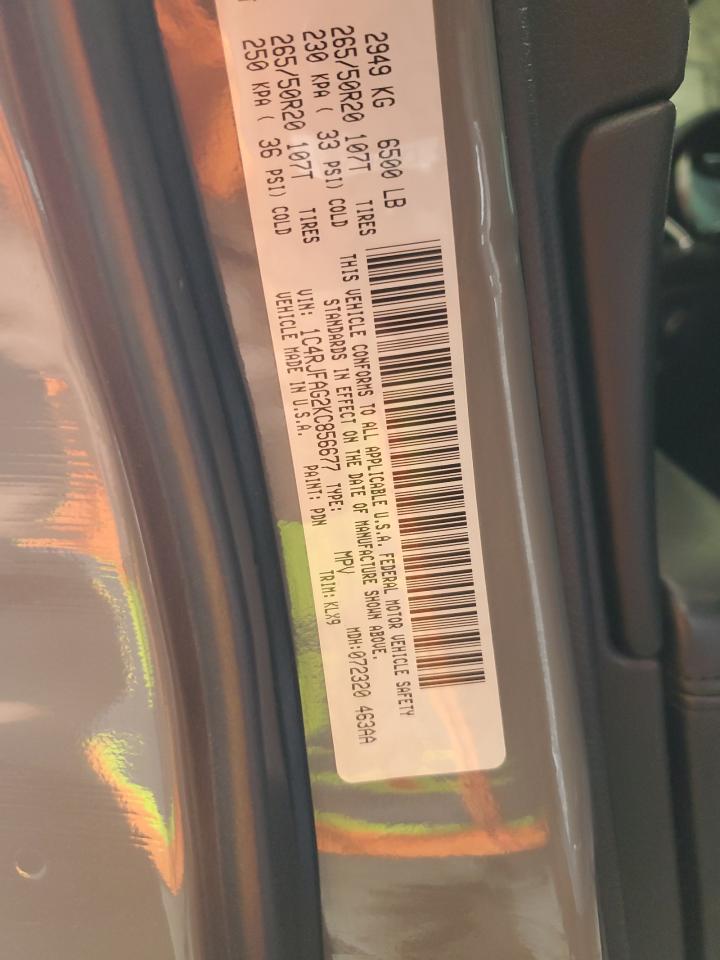 2949 KG 6500 LB
265/50R20 107T TIRES
230 KPA ( 33 PSI) COLD
265/50R20 107T TIRES
250 KPA ( 36 PSI) COLD
THIS VEHICLE CONFORMS TO ALL APPLICABLE U.S.A. FEDERAL MOTOR VEHICLE SAFETY
STANDARDS IN EFFECT ON THE DATE OF MANUFACTURE SHOWN ABOVE.
MDH:072320 463AA
VIN: 1C4RJFAG2KC856677 TYPE: MPV
VEHICLE MADE IN U.S.A. PAINT: PDN TRIM:KLX9